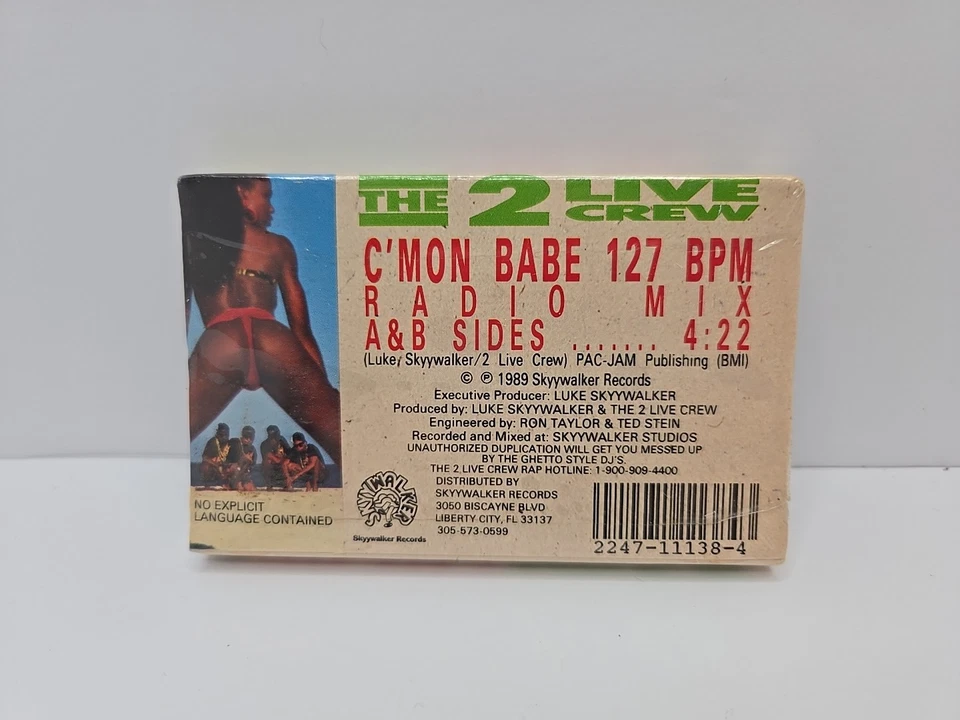 THE 2 LIVE CREW
C'MON BABE 127 BPM
RADIO MIX
A&B SIDES ....... 4:22
(Luke, Skyywalker/2 Live Crew) PAC-JAM Publishing (BMI)
© ℗ 1989 Skyywalker Records
Executive Producer: LUKE SKYYWALKER
Produced by: LUKE SKYYWALKER & THE 2 LIVE CREW
Engineered by: RON TAYLOR & TED STEIN
Recorded and Mixed at: SKYYWALKER STUDIOS
UNAUTHORIZED DUPLICATION WILL GET YOU MESSED UP
BY THE GHETTO STYLE DJ'S.
THE 2 LIVE CREW RAP HOTLINE: 1-900-909-4400
DISTRIBUTED BY
SKYYWALKER RECORDS
3050 BISCAYNE BLVD
LIBERTY CITY, FL 33137
305-573-0599
SKYYWALKER
Skyywalker Records
NO EXPLICIT
LANGUAGE CONTAINED
2247-11138-4